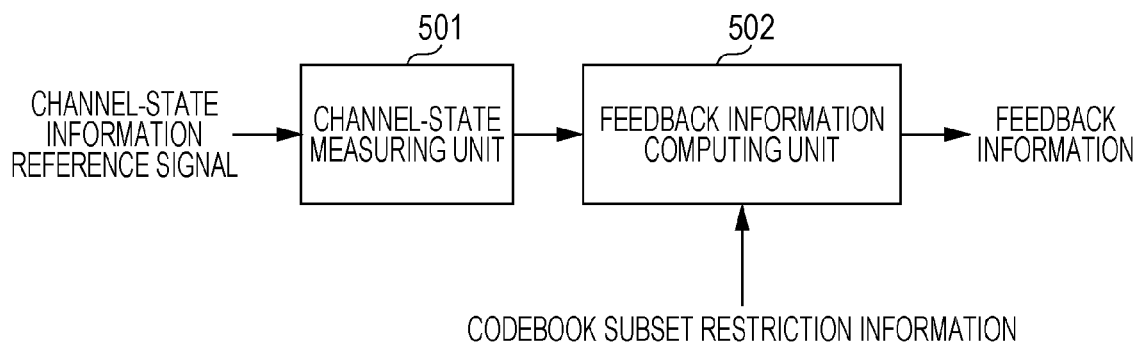 501
502
CHANNEL-STATE
INFORMATION
REFERENCE SIGNAL
CHANNEL-STATE
MEASURING UNIT
FEEDBACK INFORMATION
COMPUTING UNIT
FEEDBACK
INFORMATION
CODEBOOK SUBSET RESTRICTION INFORMATION